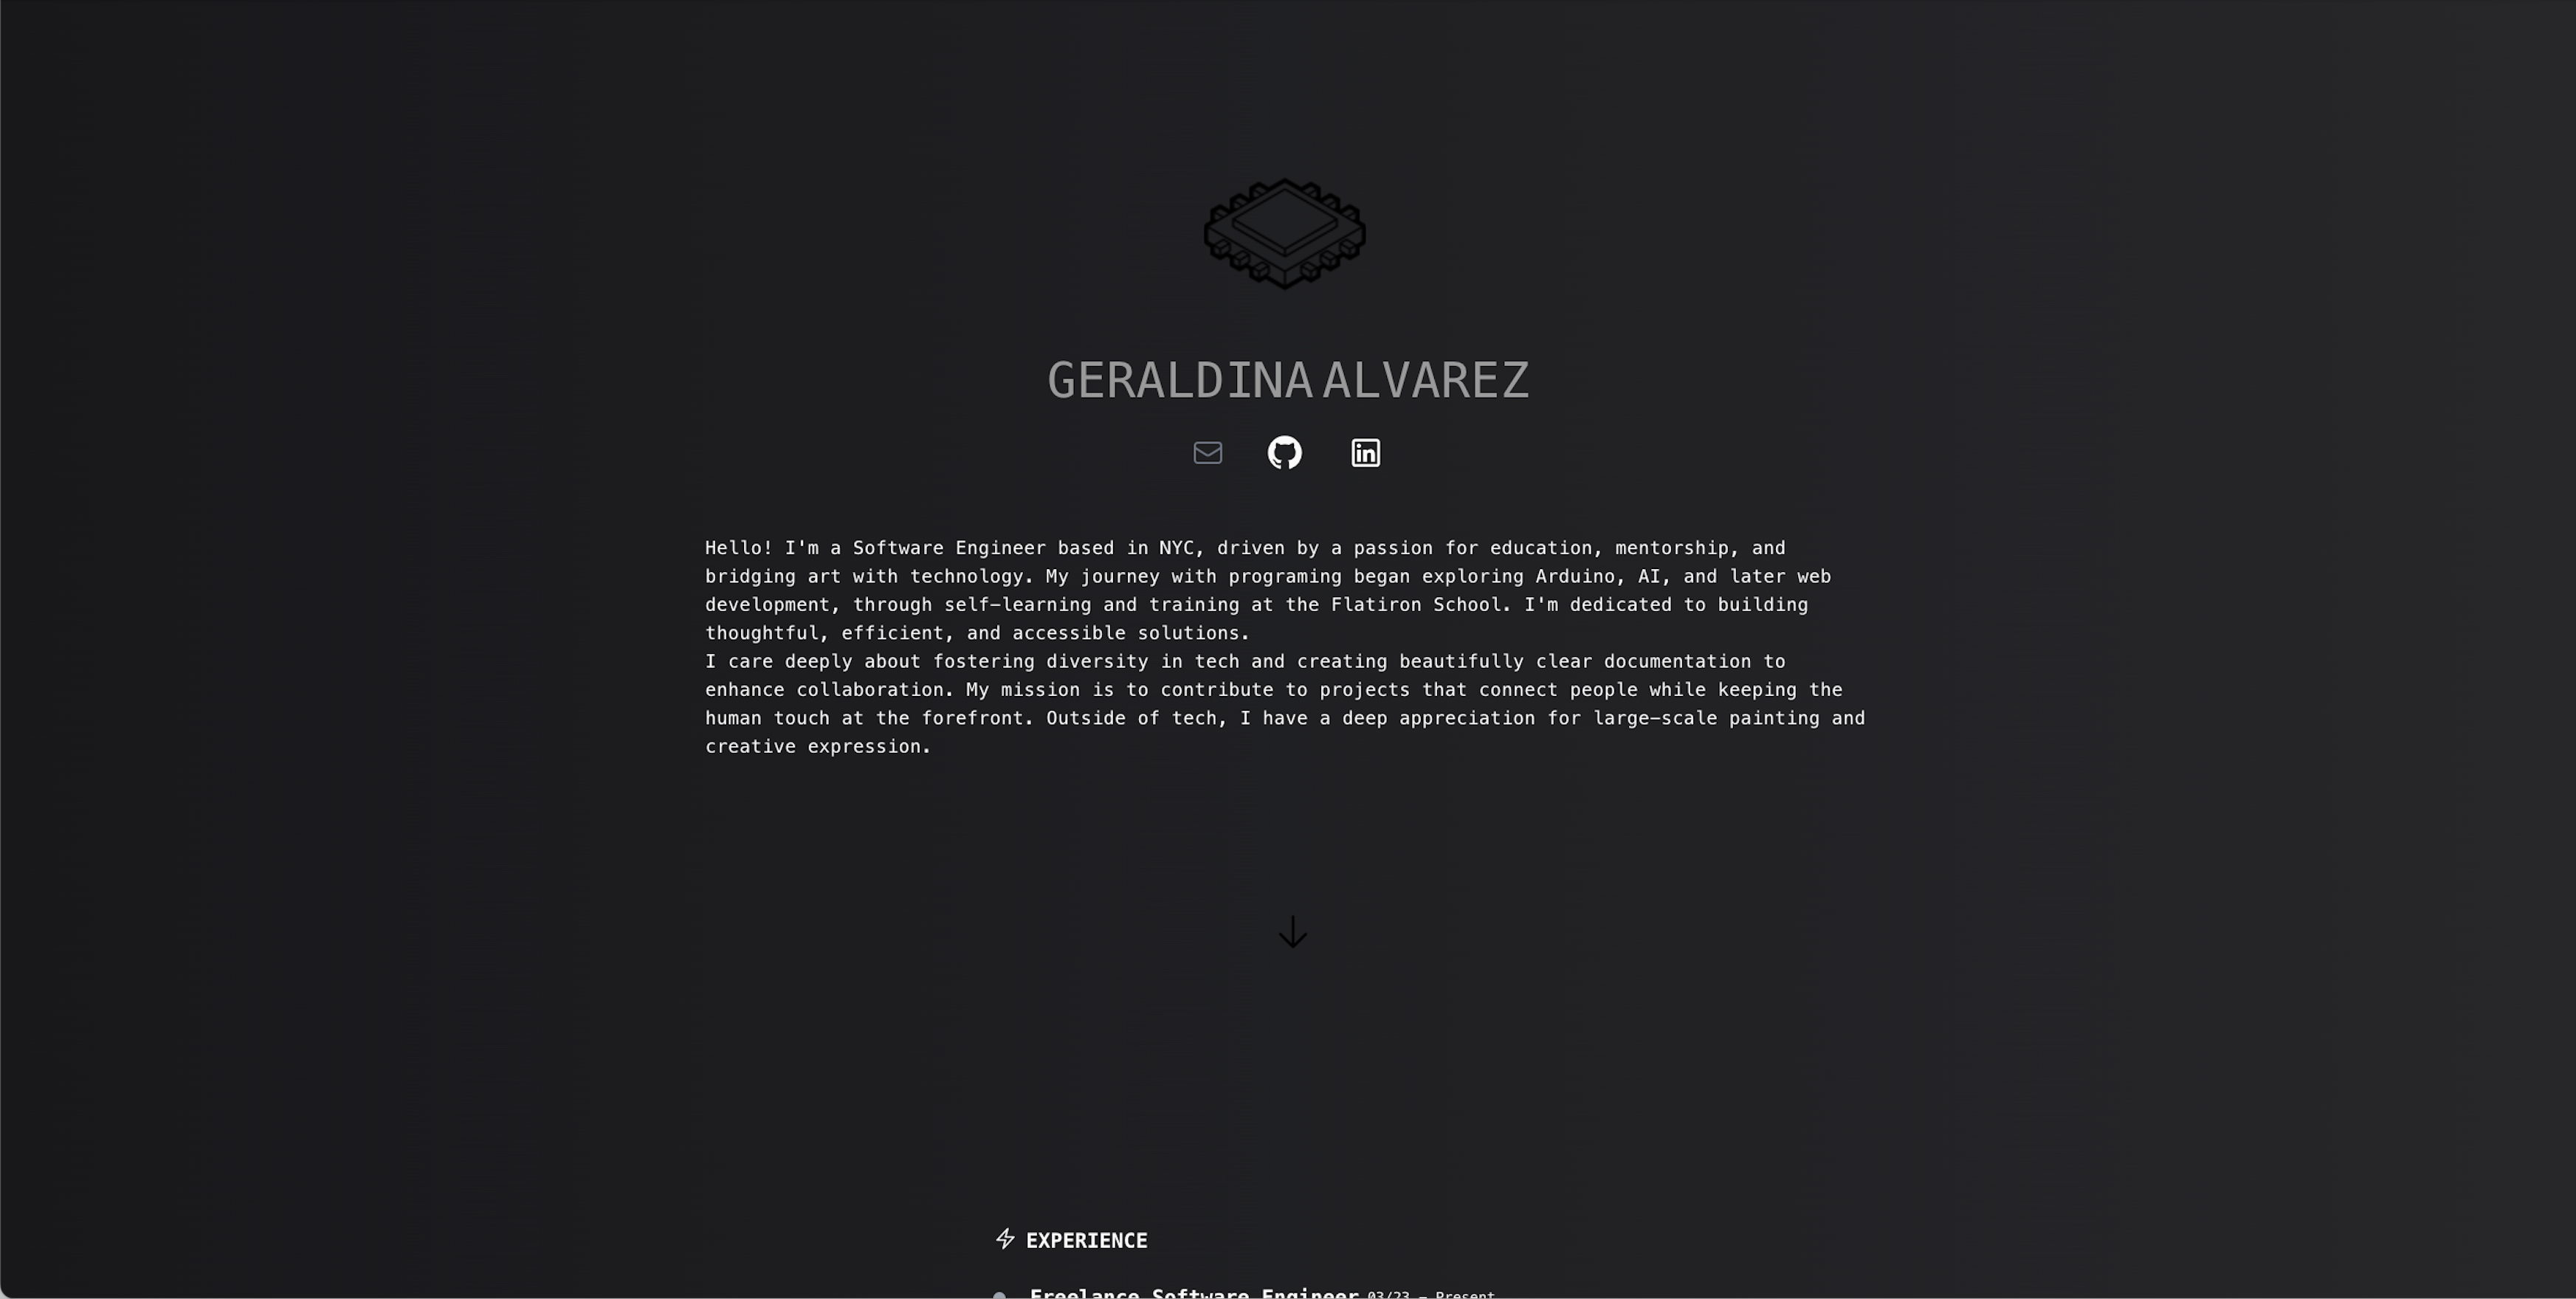 GERALDINA ALVAREZ
in
Hello! I'm a Software Engineer based in NYC, driven by a passion for education, mentorship, and
bridging art with technology. My journey with programing began exploring Arduino, AI, and later web
development, through self-learning and training at the Flatiron School. I'm dedicated to building
thoughtful, efficient, and accessible solutions.
I care deeply about fostering diversity in tech and creating beautifully clear documentation to
enhance collaboration. My mission is to contribute to projects that connect people while keeping the
human touch at the forefront. Outside of tech, I have a deep appreciation for large-scale painting and
creative expression.
EXPERIENCE
Freelance Software Engineer 03/23 - Present